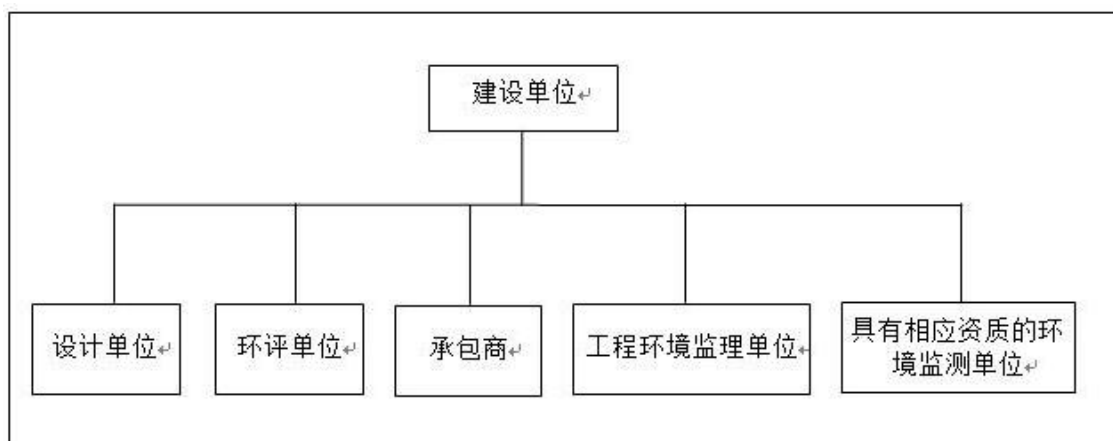 建设单位
设计单位
环评单位
承包商
工程环境监理单位
具有相应资质的环
境监测单位